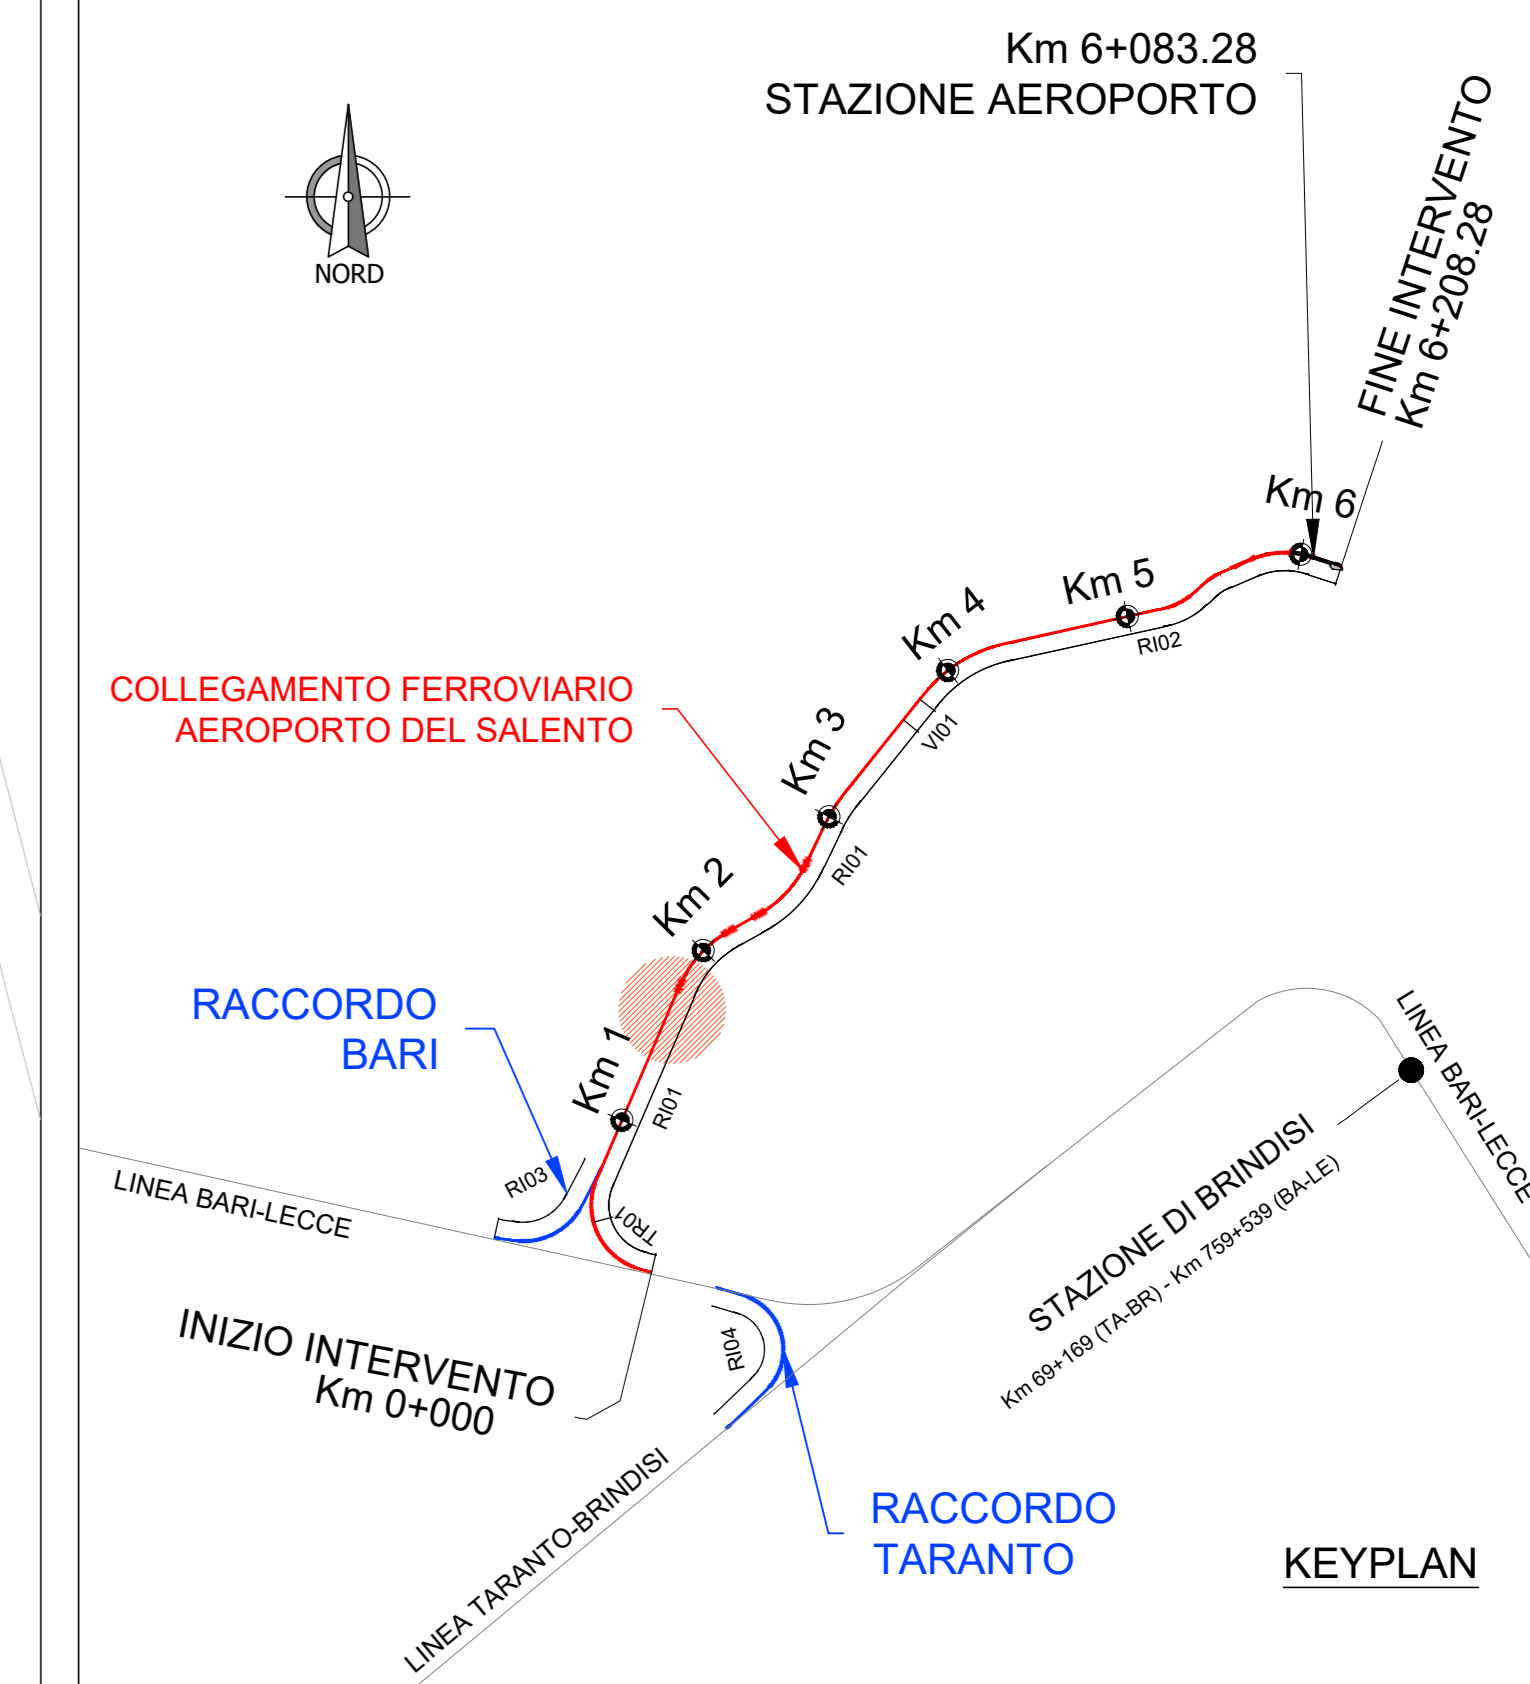 Km 6+083.28
STAZIONE AEROPORTO
FINE INTERVENTO
Km 6+208.28
NORD
Km 6
Km 5
Km 4
RI02
COLLEGAMENTO FERROVIARIO
AEROPORTO DEL SALENTO
Km 3
VI01
RI01
Km 2
RACCORDO
BARI
Km 1
RI01
LINEA BARI-LECCE
RI03
LINEA BARI-LECCE
TR01
STAZIONE DI BRINDISI
Km 69+169 (TA-BR) - Km 759+539 (BA-LE)
INIZIO INTERVENTO
Km 0+000
RI04
LINEA TARANTO-BRINDISI
RACCORDO
TARANTO
KEYPLAN